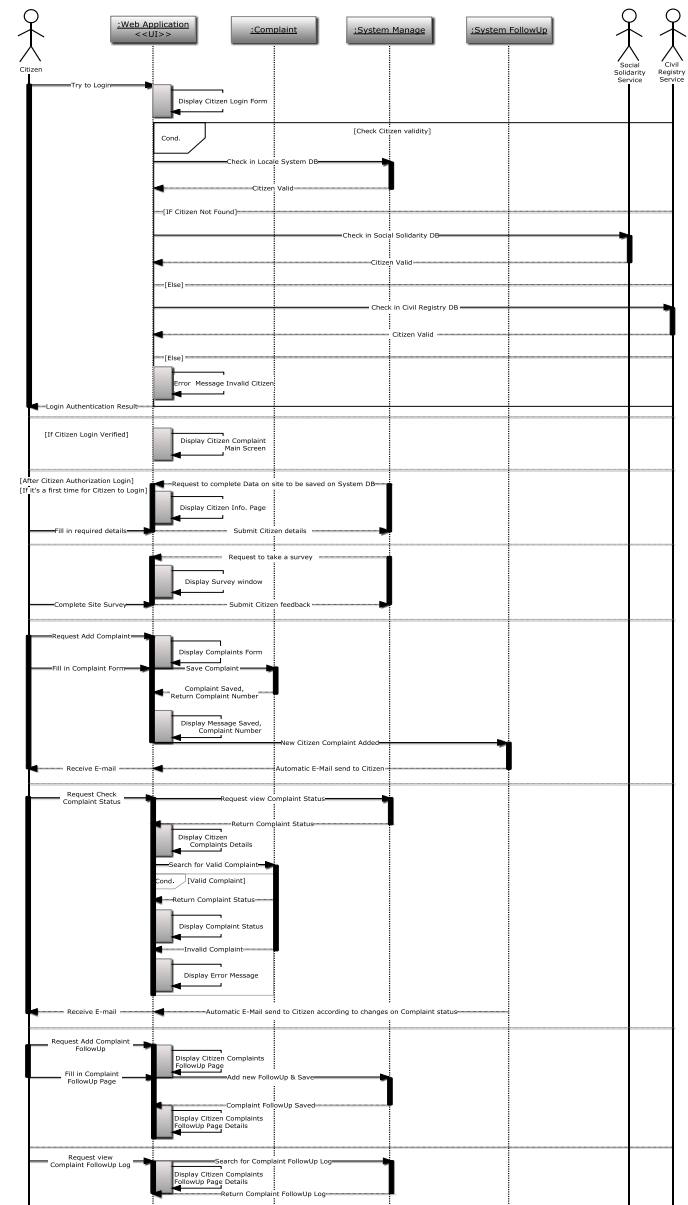 :Web Application
<<UI>>
:Complaint
:System Manage
:System FollowUp
Citizen
Social
Solidarity
Service
Civil
Registry
Service
Try to Login
Display Citizen Login Form
Cond.
[Check Citizen validity]
Check in Locale System DB
Citizen Valid
[IF Citizen Not Found]
Check in Social Solidarity DB
Citizen Valid
[Else]
Check in Civil Registry DB
Citizen Valid
[Else]
Error Message Invalid Citizen
Login Authentication Result
[If Citizen Login Verified]
Display Citizen Complaint
Main Screen
[After Citizen Authorization Login]
[If it's a first time for Citizen to Login]
Request to complete Data on site to be saved on System DB
Display Citizen Info. Page
Fill in required details
Submit Citizen details
Request to take a survey
Display Survey window
Complete Site Survey
Submit Citizen feedback
Request Add Complaint
Display Complaints Form
Fill in Complaint Form
Save Complaint
Complaint Saved,
Return Complaint Number
Display Message Saved,
Complaint Number
New Citizen Complaint Added
Receive E-mail
Automatic E-Mail send to Citizen
Request Check
Complaint Status
Request view Complaint Status
Return Complaint Status
Display Citizen
Complaints Details
Search for Valid Complaint
Cond.
[Valid Complaint]
Return Complaint Status
Display Complaint Status
Invalid Complaint
Display Error Message
Receive E-mail
Automatic E-Mail send to Citizen according to changes on Complaint status
Request Add Complaint
FollowUp
Display Citizen Complaints
FollowUp Page
Fill in Complaint
FollowUp Page
Add new FollowUp & Save
Complaint FollowUp Saved
Display Citizen Complaints
FollowUp Page Details
Request view
Complaint FollowUp Log
Search for Complaint FollowUp Log
Display Citizen Complaints
FollowUp Page Details
Return Complaint FollowUp Log